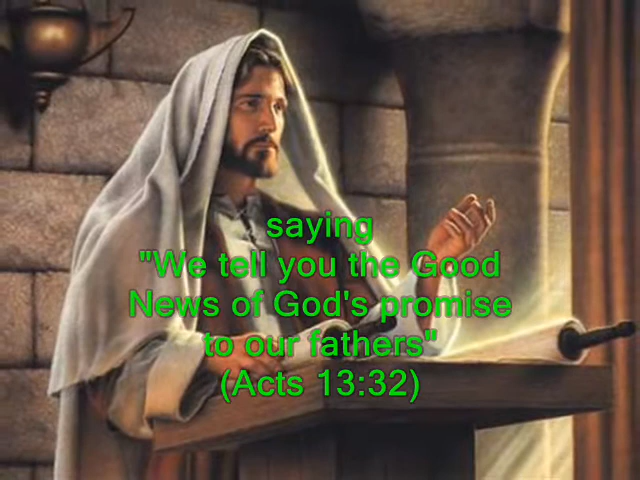 saying
"We tell you the Good
News of God's promise
to our fathers"
(Acts 13:32)